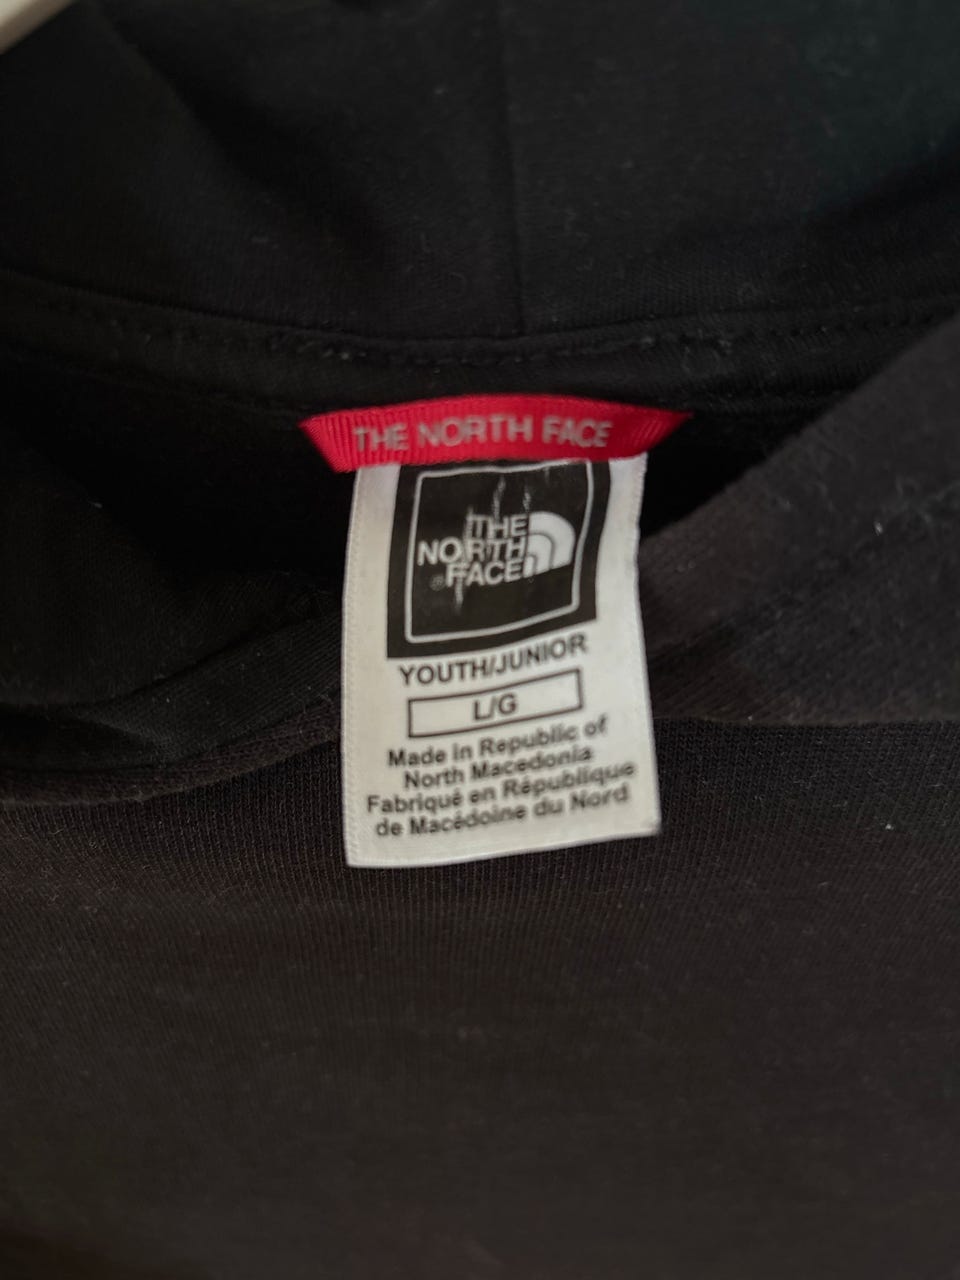 THE NORTH FACE
THE
NORTH
FACE
YOUTH/JUNIOR
L/G
Made in Republic of
North Macedonia
Fabriqué en République
de Macédoine du Nord